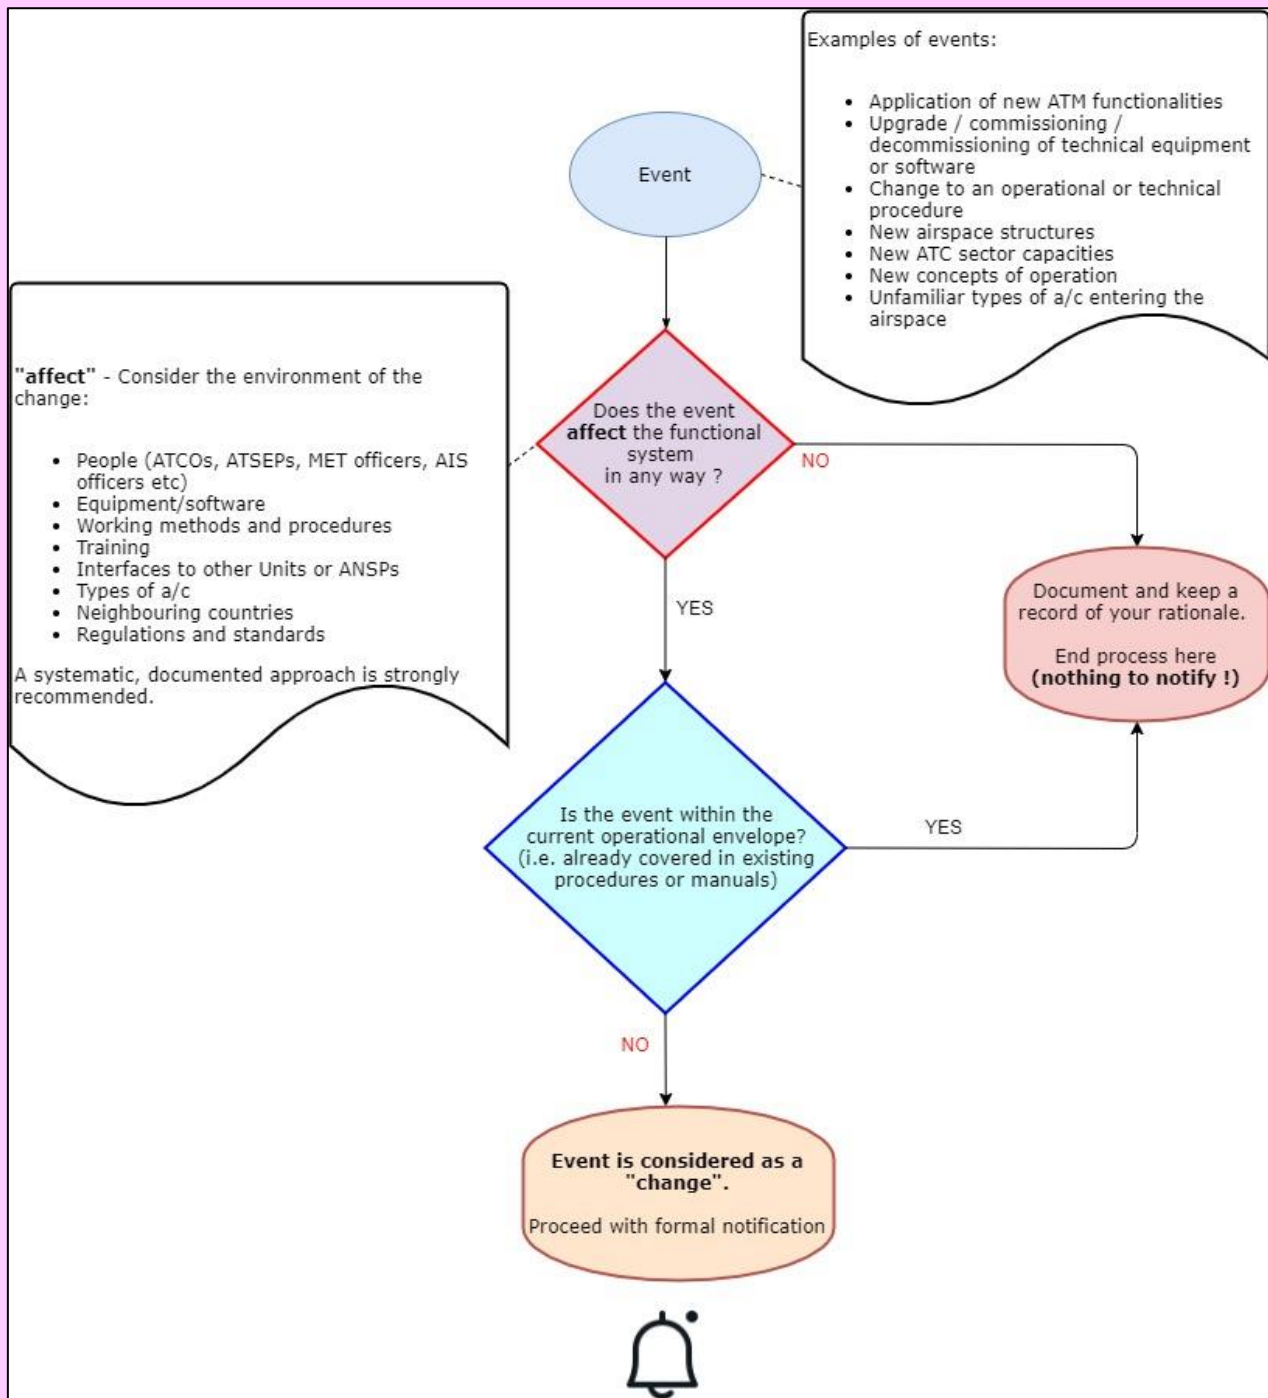 Examples of events:
• Application of new ATM functionalities
• Upgrade / commissioning /
decommissioning of technical equipment
or software
• Change to an operational or technical
procedure
• New airspace structures
• New ATC sector capacities
• New concepts of operation
• Unfamiliar types of a/c entering the
airspace
Event
"affect" - Consider the environment of the
change:
• People (ATCOs, ATSEPs, MET officers, AIS
officers etc)
• Equipment/software
• Working methods and procedures
• Training
• Interfaces to other Units or ANSPs
• Types of a/c
• Neighbouring countries
• Regulations and standards
A systematic, documented approach is strongly
recommended.
Does the event
affect the functional
system
in any way ?
NO
YES
Document and keep a
record of your rationale.
End process here
(nothing to notify !)
Is the event within the
current operational envelope?
(i.e. already covered in existing
procedures or manuals)
YES
NO
Event is considered as a
"change".
Proceed with formal notification